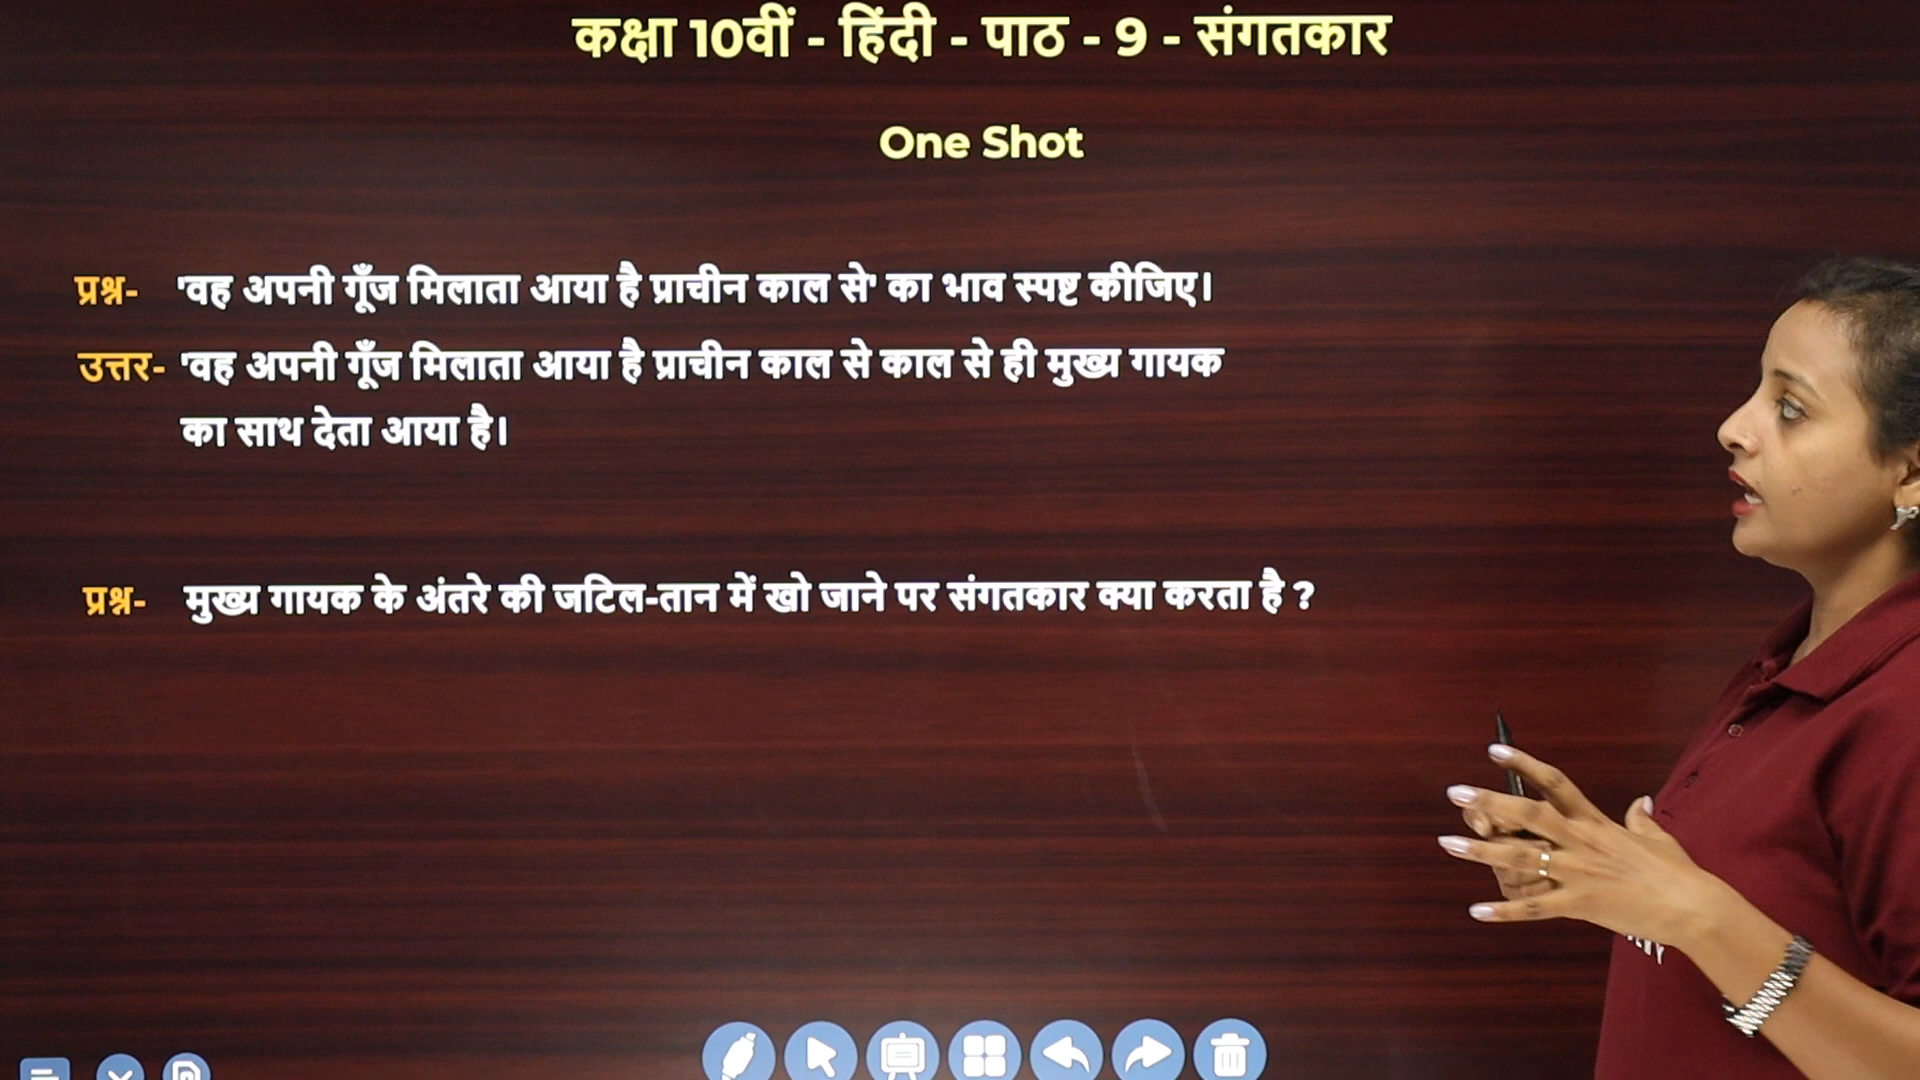 कक्षा 10वीं - हिंदी - पाठ - 9 - संगतकार
One Shot
प्रश्न- 'वह अपनी गूँज मिलाता आया है प्राचीन काल से' का भाव स्पष्ट कीजिए।
उत्तर- 'वह अपनी गूँज मिलाता आया है प्राचीन काल से काल से ही मुख्य गायक
का साथ देता आया है।
प्रश्न- मुख्य गायक के अंतरे की जटिल-तान में खो जाने पर संगतकार क्या करता है ?